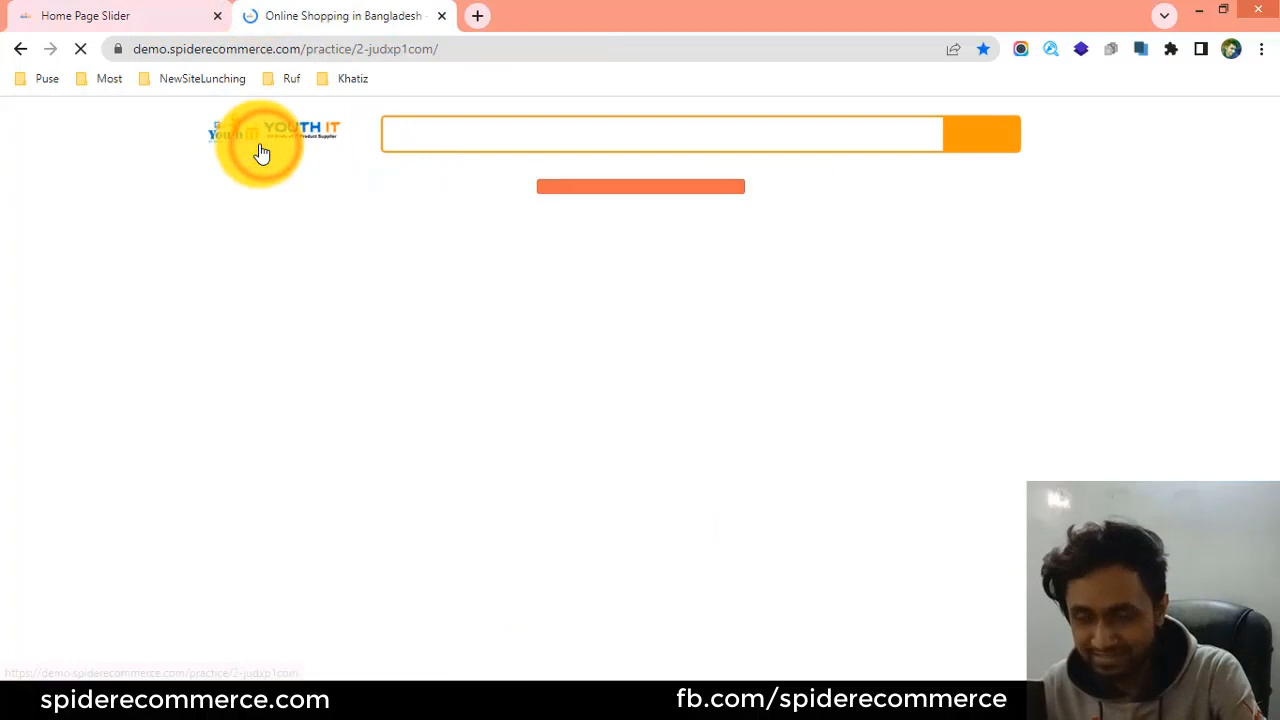 Home Page Slider
Online Shopping in Bangladesh -
demo.spiderecommerce.com/practice/2-judxp1com/
Puse
Most
NewSiteLunching
Ruf
Khatiz
YOUTH IT
https://demo.spiderecommerce.com/practice/2-judxp1com
spiderecommerce.com
fb.com/spiderecommerce